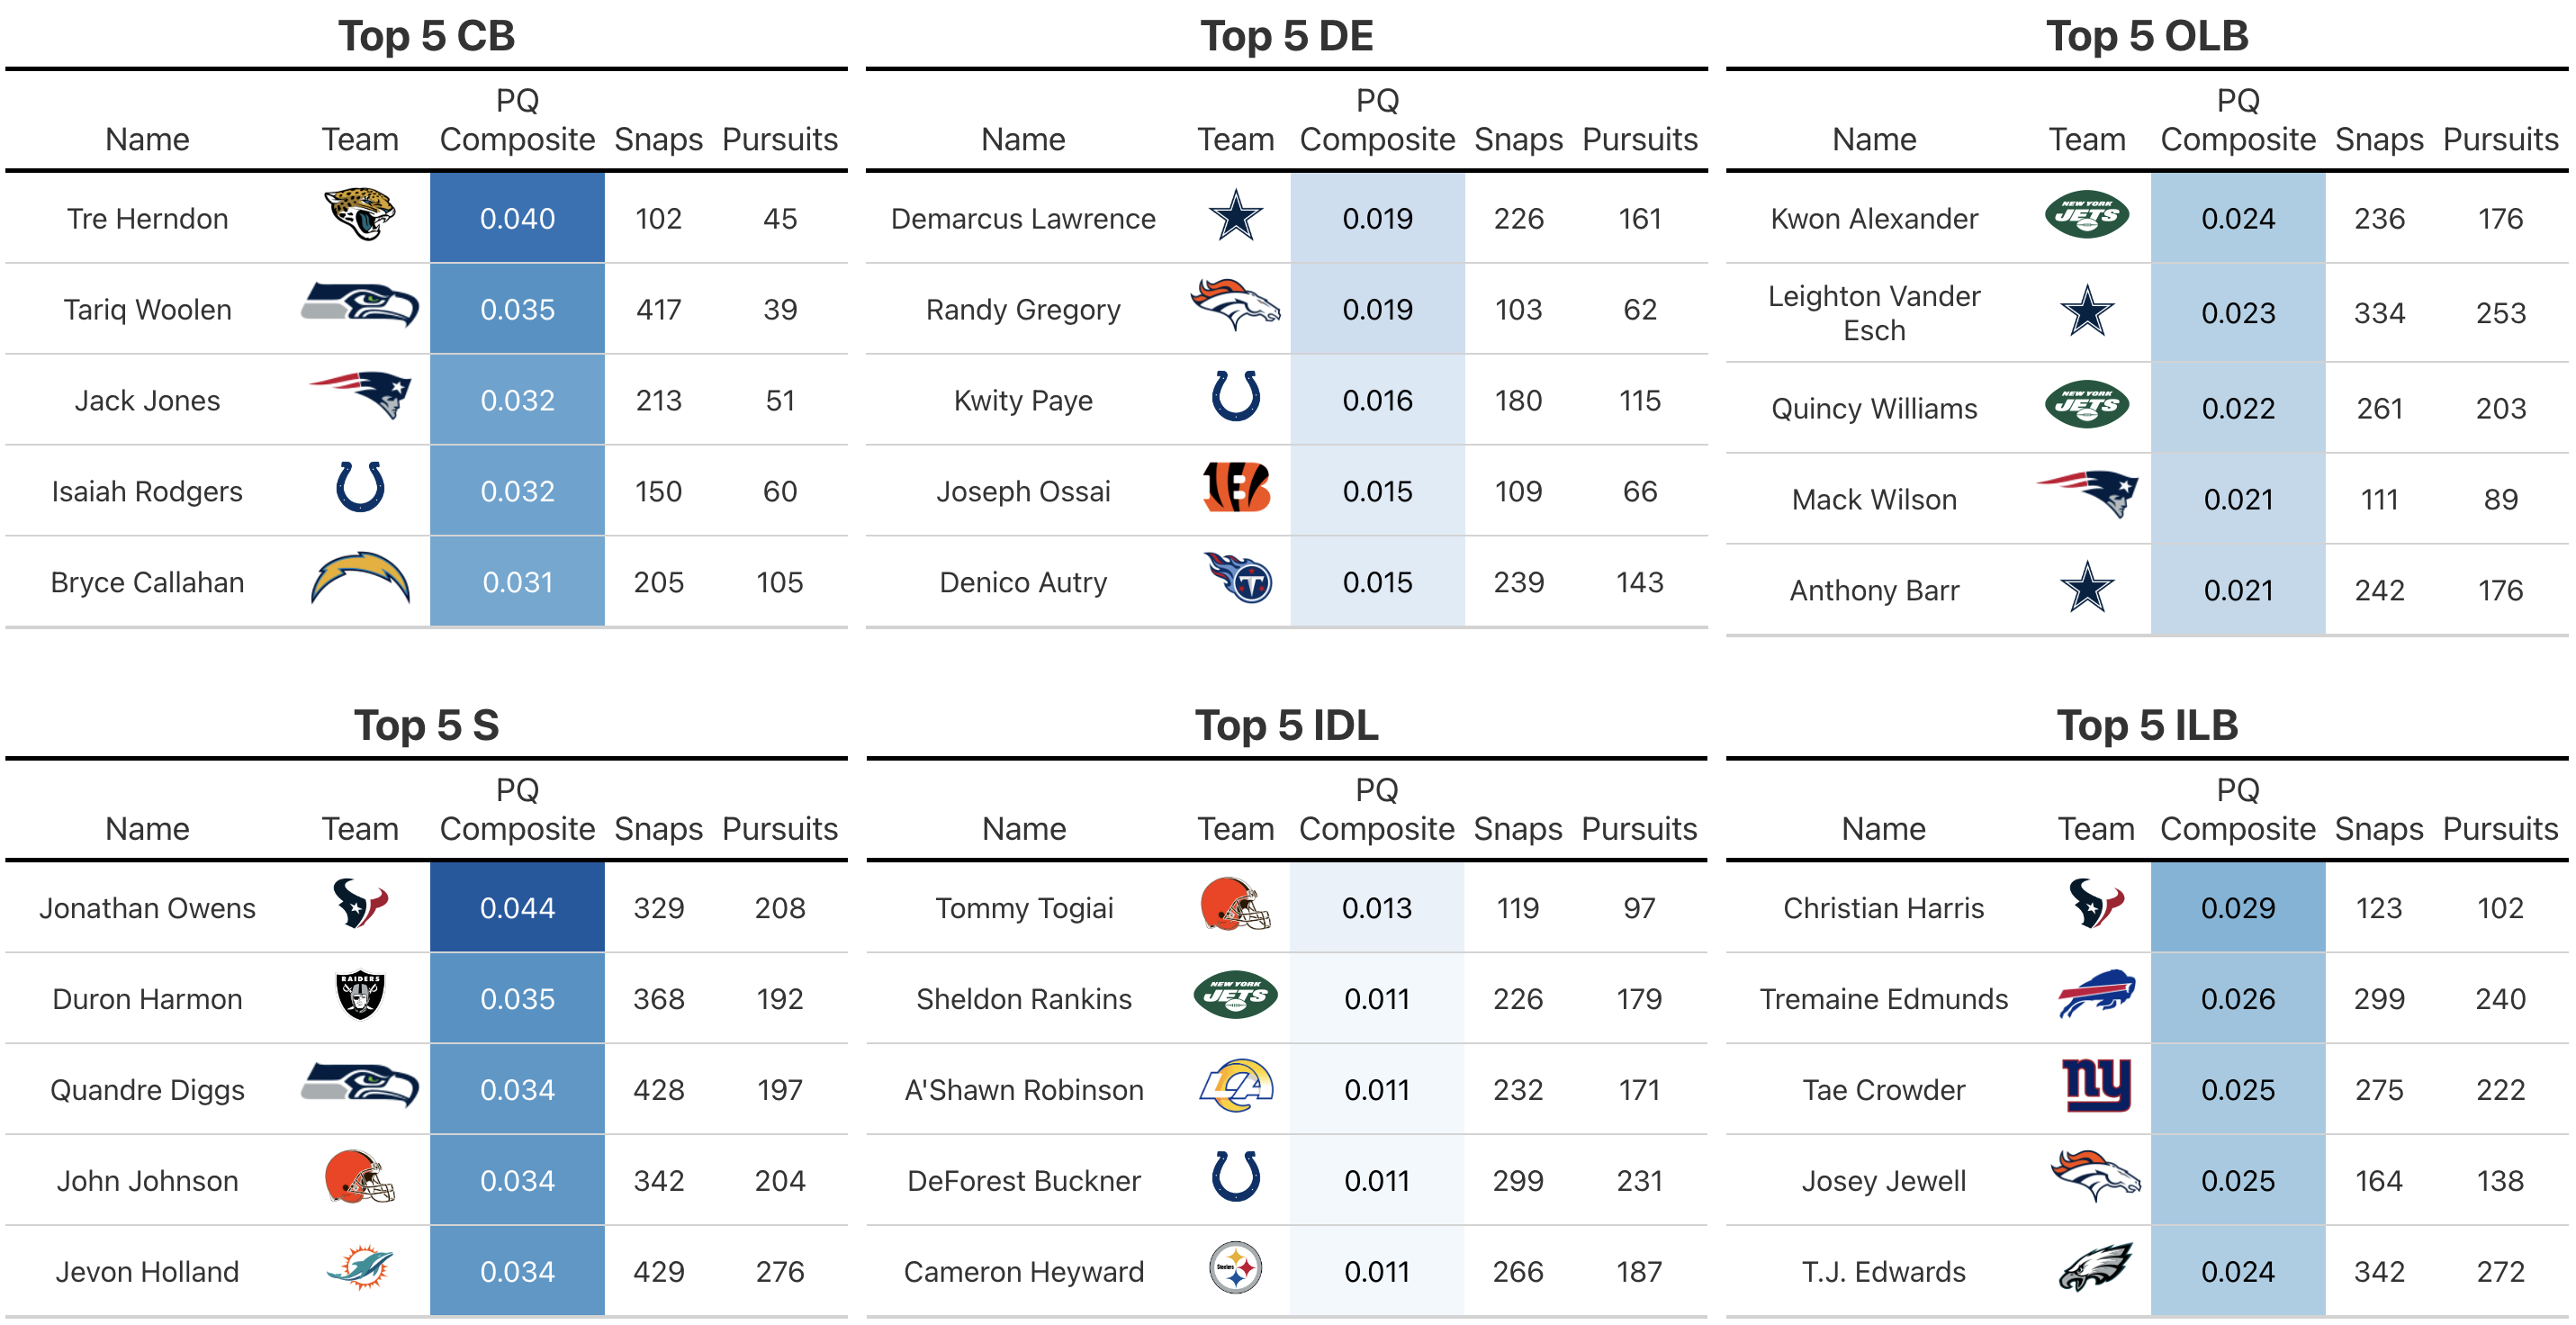 Top 5 CB
Name Team PQ Composite Snaps Pursuits
Tre Herndon 0.040 102 45
Tariq Woolen 0.035 417 39
Jack Jones 0.032 213 51
Isaiah Rodgers 0.032 150 60
Bryce Callahan 0.031 205 105
Top 5 DE
Name Team PQ Composite Snaps Pursuits
Demarcus Lawrence 0.019 226 161
Randy Gregory 0.019 103 62
Kwity Paye 0.016 180 115
Joseph Ossai 0.015 109 66
Denico Autry 0.015 239 143
Top 5 OLB
Name Team PQ Composite Snaps Pursuits
Kwon Alexander NEW YORK JETS 0.024 236 176
Leighton Vander Esch 0.023 334 253
Quincy Williams NEW YORK JETS 0.022 261 203
Mack Wilson 0.021 111 89
Anthony Barr 0.021 242 176
Top 5 S
Name Team PQ Composite Snaps Pursuits
Jonathan Owens 0.044 329 208
Duron Harmon RAIDERS 0.035 368 192
Quandre Diggs 0.034 428 197
John Johnson 0.034 342 204
Jevon Holland 0.034 429 276
Top 5 IDL
Name Team PQ Composite Snaps Pursuits
Tommy Togiai 0.013 119 97
Sheldon Rankins NEW YORK JETS 0.011 226 179
A'Shawn Robinson LA 0.011 232 171
DeForest Buckner 0.011 299 231
Cameron Heyward Steelers 0.011 266 187
Top 5 ILB
Name Team PQ Composite Snaps Pursuits
Christian Harris 0.029 123 102
Tremaine Edmunds 0.026 299 240
Tae Crowder ny 0.025 275 222
Josey Jewell 0.025 164 138
T.J. Edwards 0.024 342 272